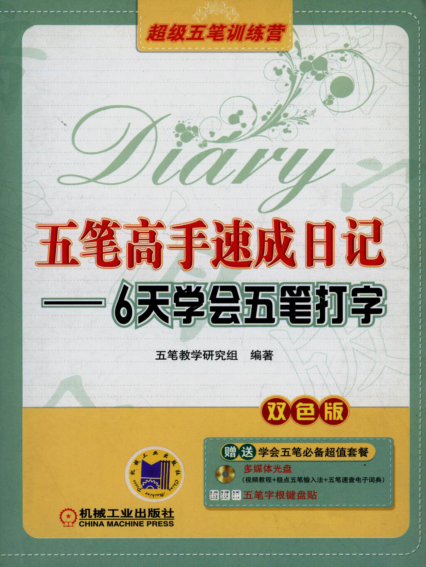 超级五笔训练营
Diary
五笔高手速成日记
——6天学会五笔打字
五笔教学研究组 编著
双色版
赠送 学会五笔必备超值套餐
多媒体光盘
(视频教程+极点五笔输入法+五笔速查电子词典)
五笔字根键盘贴
机械工业出版社
CHINA MACHINE PRESS